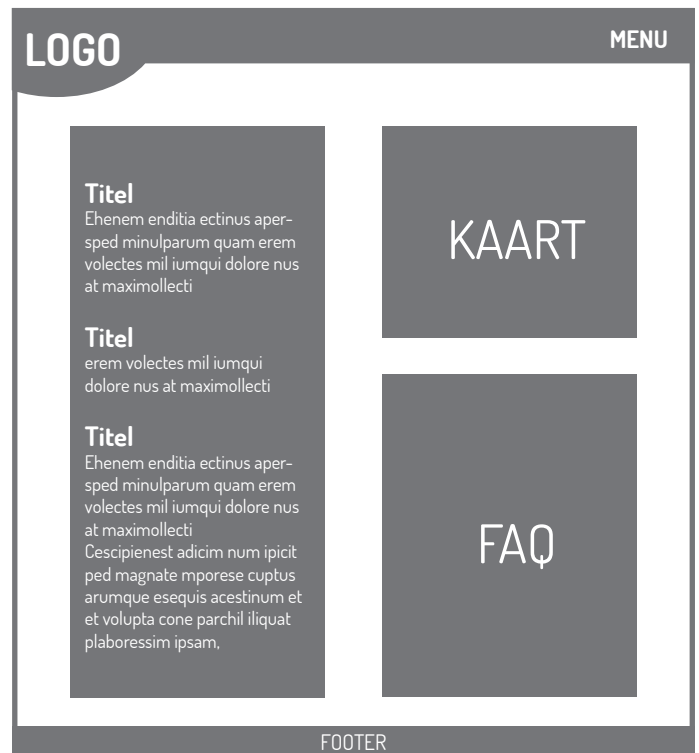 LOGO
MENU
Titel
Ehenem enditia ectinus aper-
sped minulparum quam erem
volectes mil iumqui dolore nus
at maximollecti
Titel
erem volectes mil iumqui
dolore nus at maximollecti
Titel
Ehenem enditia ectinus aper-
sped minulparum quam erem
volectes mil iumqui dolore nus
at maximollecti
Cescipienest adicim num ipicit
ped magnate mporese cuptus
arumque esequis acestinum et
et volupta cone parchil iliquat
plaboressim ipsam,
KAART
FAQ
FOOTER